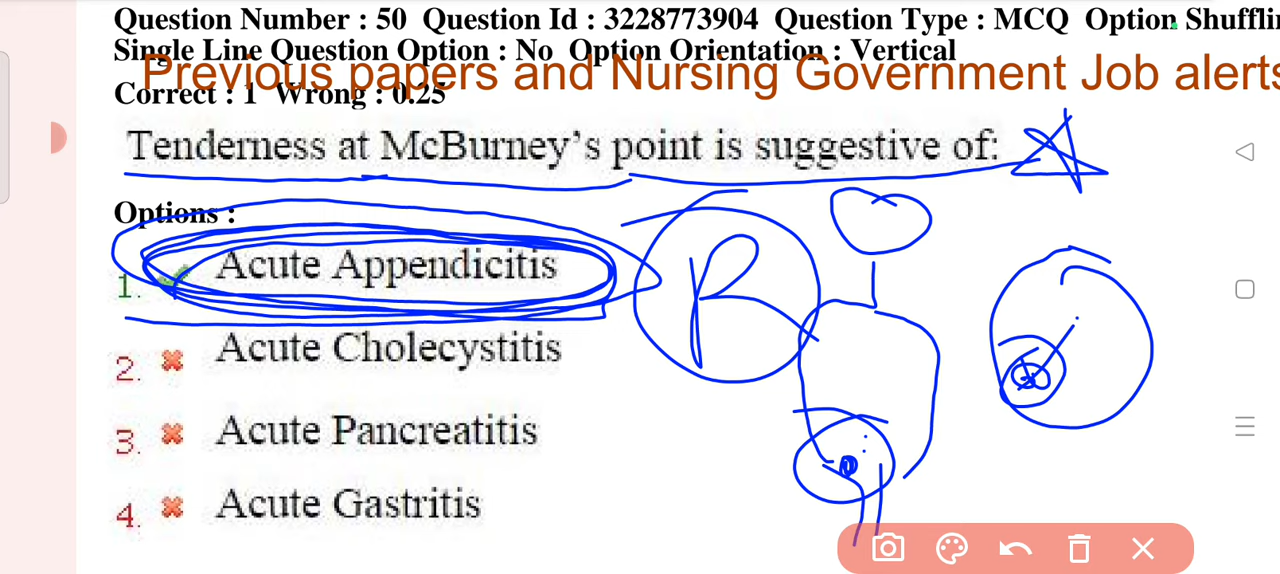 Question Number : 50 Question Id : 3228773904 Question Type : MCQ Option Shuffli
Single Line Question Option : No Option Orientation : Vertical
Previous papers and Nursing Government Job alerts
Correct : 1 Wrong : 0.25
Tenderness at McBurney's point is suggestive of:
Options :
1. Acute Appendicitis
2. Acute Cholecystitis
3. Acute Pancreatitis
4. Acute Gastritis
R